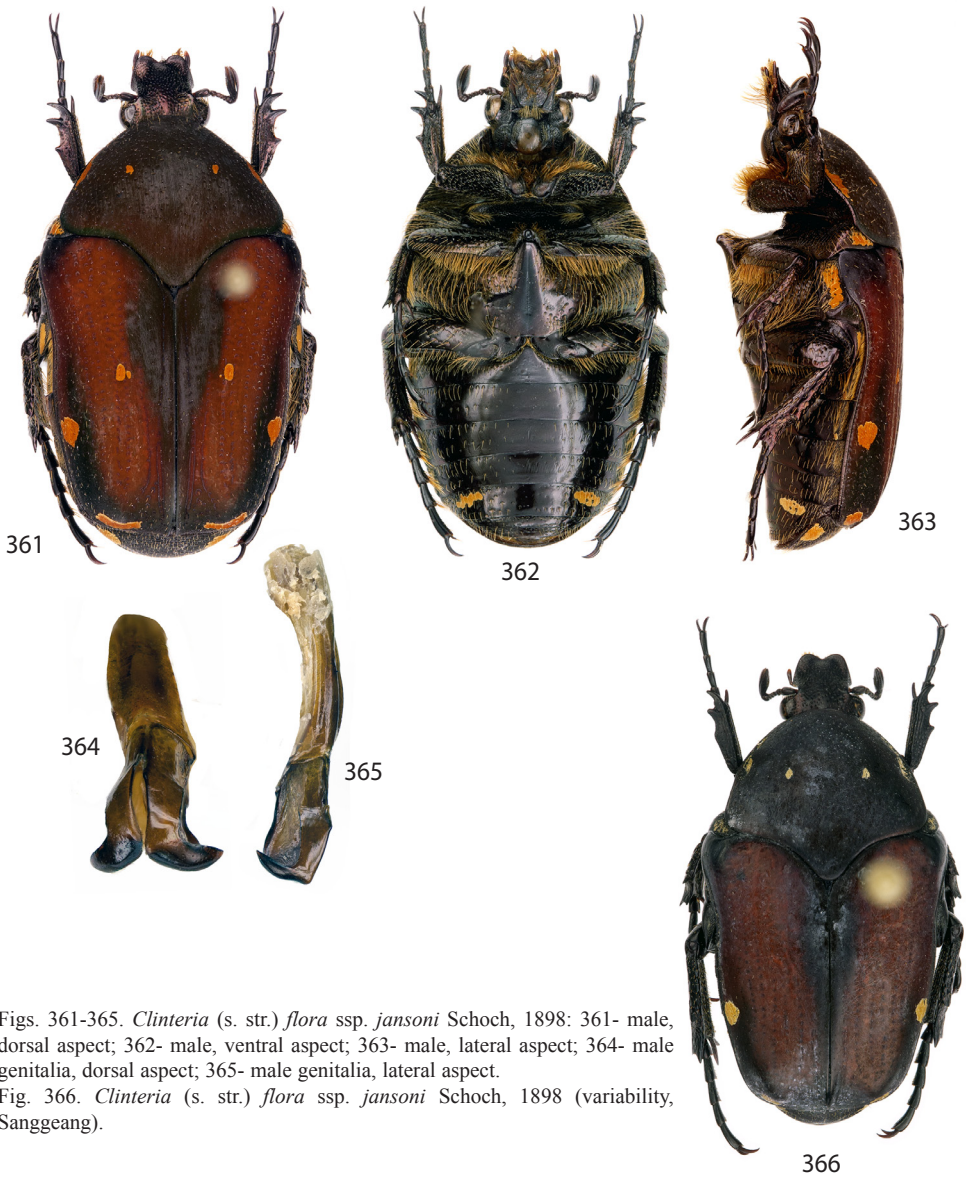 361
362
363
364
365
Figs. 361-365. Clinteria (s. str.) flora ssp. jansoni Schoch, 1898: 361- male,
dorsal aspect; 362- male, ventral aspect; 363- male, lateral aspect; 364- male
genitalia, dorsal aspect; 365- male genitalia, lateral aspect.
Fig. 366. Clinteria (s. str.) flora ssp. jansoni Schoch, 1898 (variability,
Sanggeang).
366